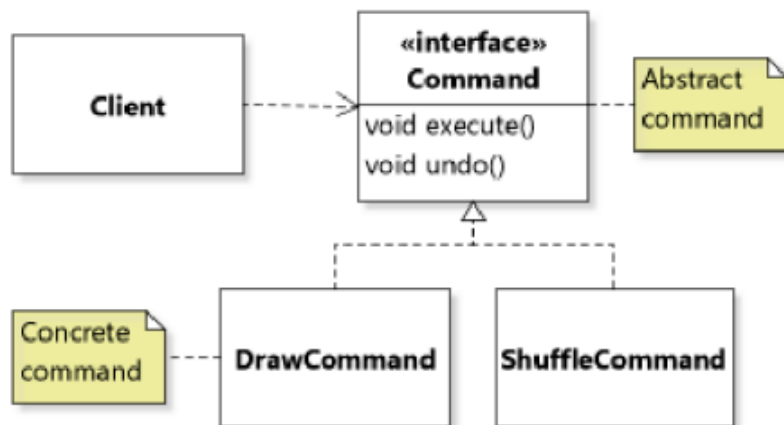 «interface»
Command
Client
void execute()
void undo()
Abstract
command
Concrete
command
DrawCommand
ShuffleCommand